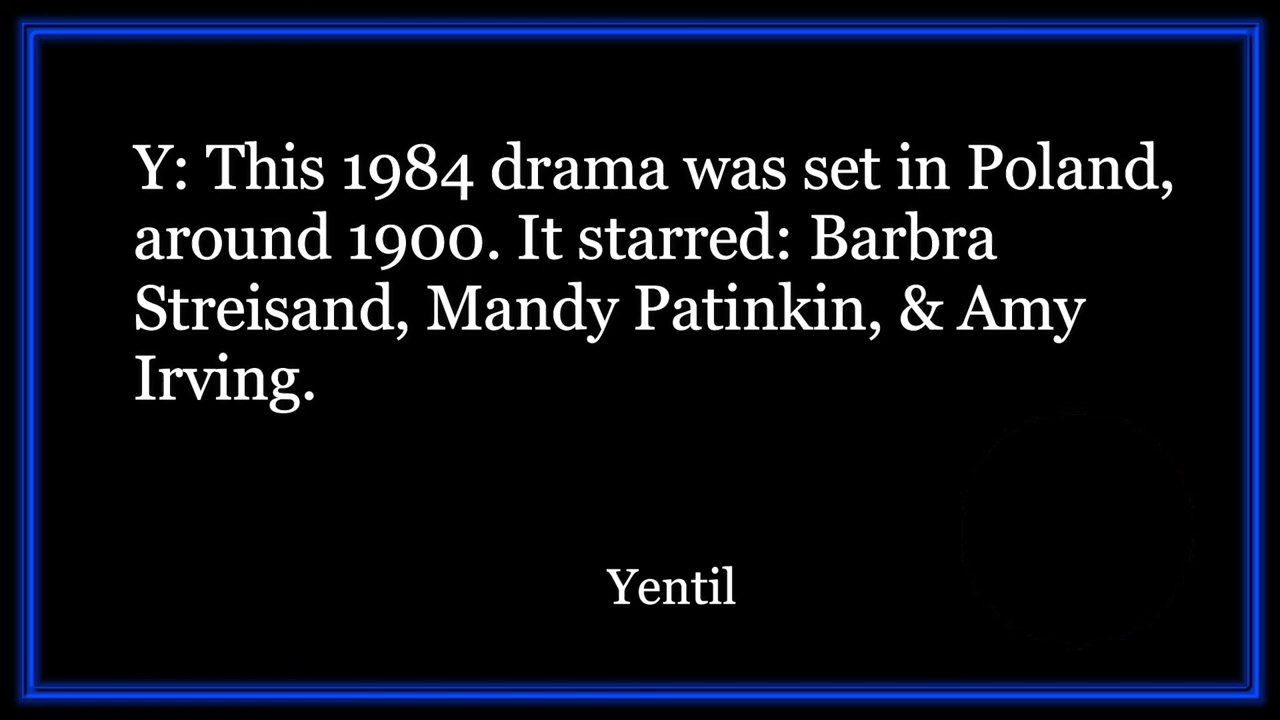 Y: This 1984 drama was set in Poland,
around 1900. It starred: Barbra
Streisand, Mandy Patinkin, & Amy
Irving.
Yentil